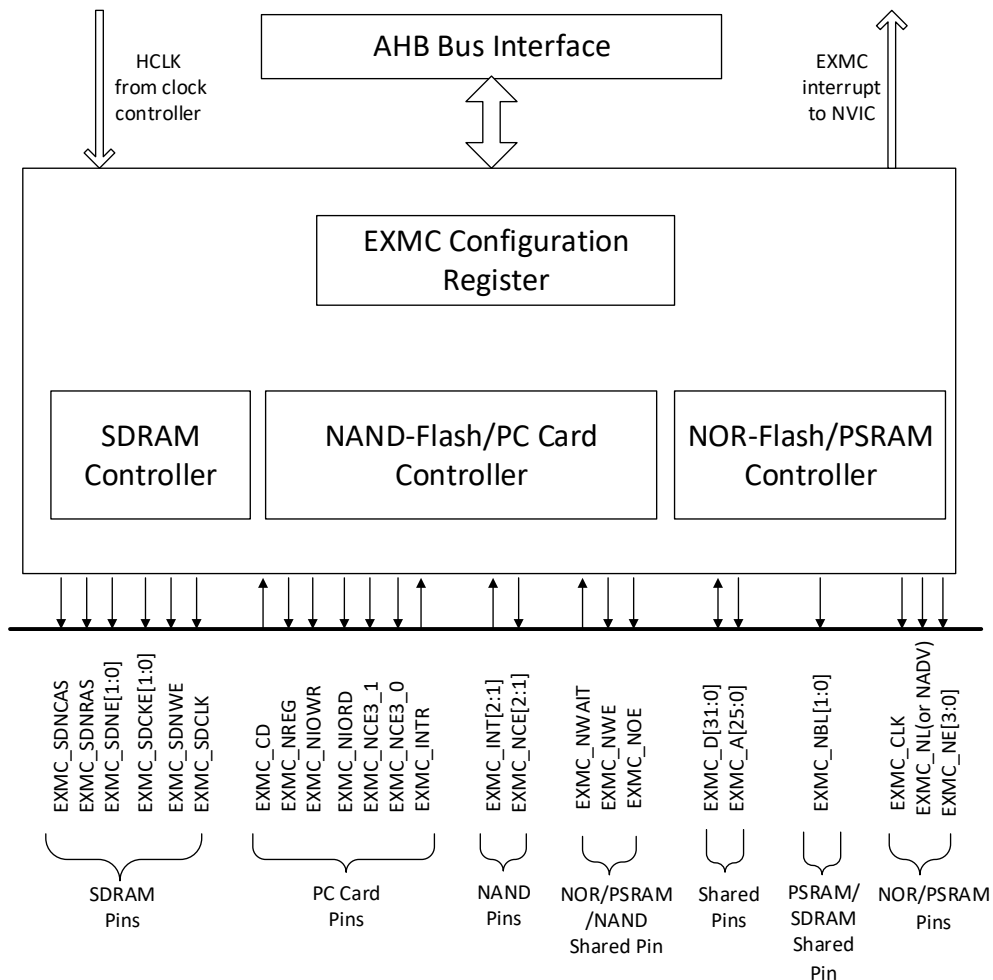 HCLK
from clock
controller
AHB Bus Interface
EXMC
interrupt
to NVIC
EXMC Configuration
Register
SDRAM
Controller
NAND-Flash/PC Card
Controller
NOR-Flash/PSRAM
Controller
EXMC_SDNCAS
EXMC_SDNRAS
EXMC_SDNE[1:0]
EXMC_SDCKE[1:0]
EXMC_SDNWE
EXMC_SDCLK
EXMC_CD
EXMC_NREG
EXMC_NIOWR
EXMC_NIORD
EXMC_NCE3_1
EXMC_NCE3_0
EXMC_INTR
EXMC_INT[2:1]
EXMC_NCE[2:1]
EXMC_NWAIT
EXMC_NWE
EXMC_NOE
EXMC_D[31:0]
EXMC_A[25:0]
EXMC_NBL[1:0]
EXMC_CLK
EXMC_NL(or NADV)
EXMC_NE[3:0]
SDRAM
Pins
PC Card
Pins
NAND
Pins
NOR/PSRAM
/NAND
Shared Pin
Shared
Pins
PSRAM/
SDRAM
Shared
Pin
NOR/PSRAM
Pins